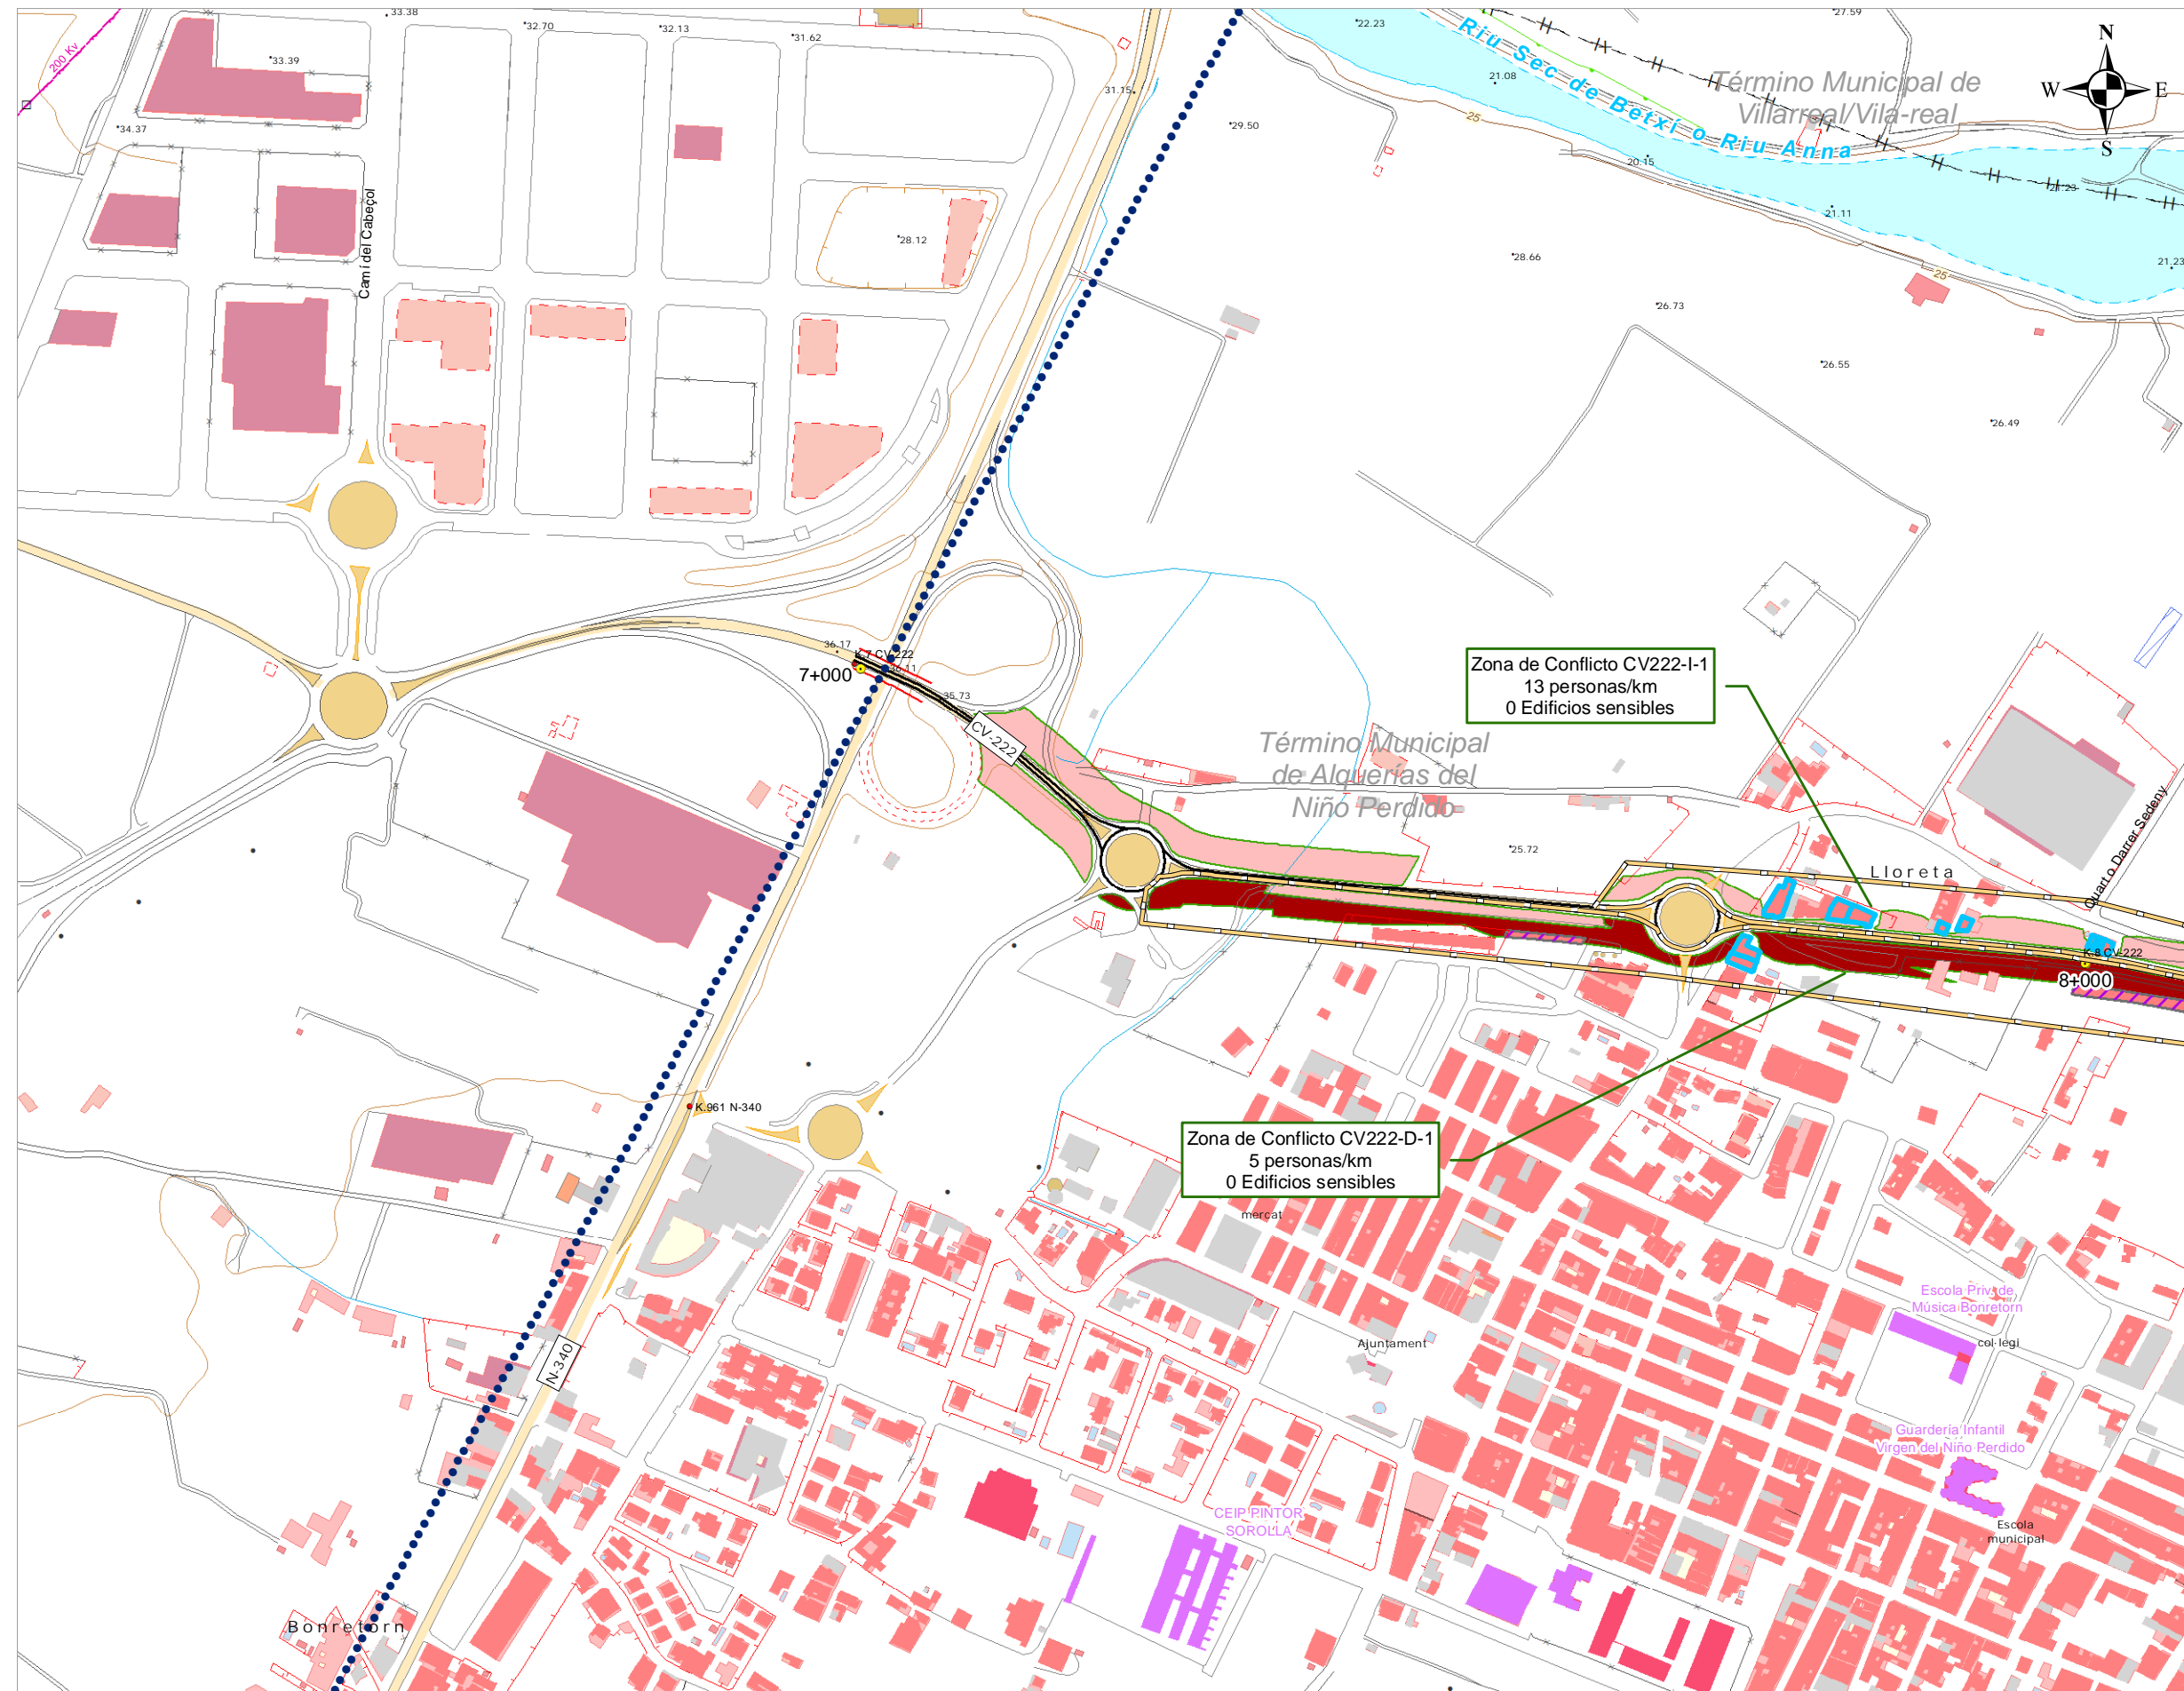 33.38
32.70
32.13
31.62
22.23
27.59
200 Kv
33.39
34.37
31.15
29.50
21.08
25
20.15
21.23
Riu Sec de Betxí o Riu Anna
Término Municipal de
Villarreal/Vila-real
N
W
E
S
Camí del Cabeçol
28.12
28.66
21.11
25
21.23
26.73
26.55
26.49
36.17
K.7 CV-222
36.11
7+000
35.73
CV-222
Zona de Conflicto CV222-I-1
13 personas/km
0 Edificios sensibles
Término Municipal
de Alquerías del
Niño Perdido
25.72
Lloreta
Quart o Darrer Sedeny
K.8 CV-222
8+000
K.961 N-340
Zona de Conflicto CV222-D-1
5 personas/km
0 Edificios sensibles
mercat
Escola Priv. de
Música Bonretorn
col·legi
Ajuntament
N-340
Guardería Infantil
Virgen del Niño Perdido
CEIP PINTOR
SOROLLA
Escola
municipal
Bonretorn